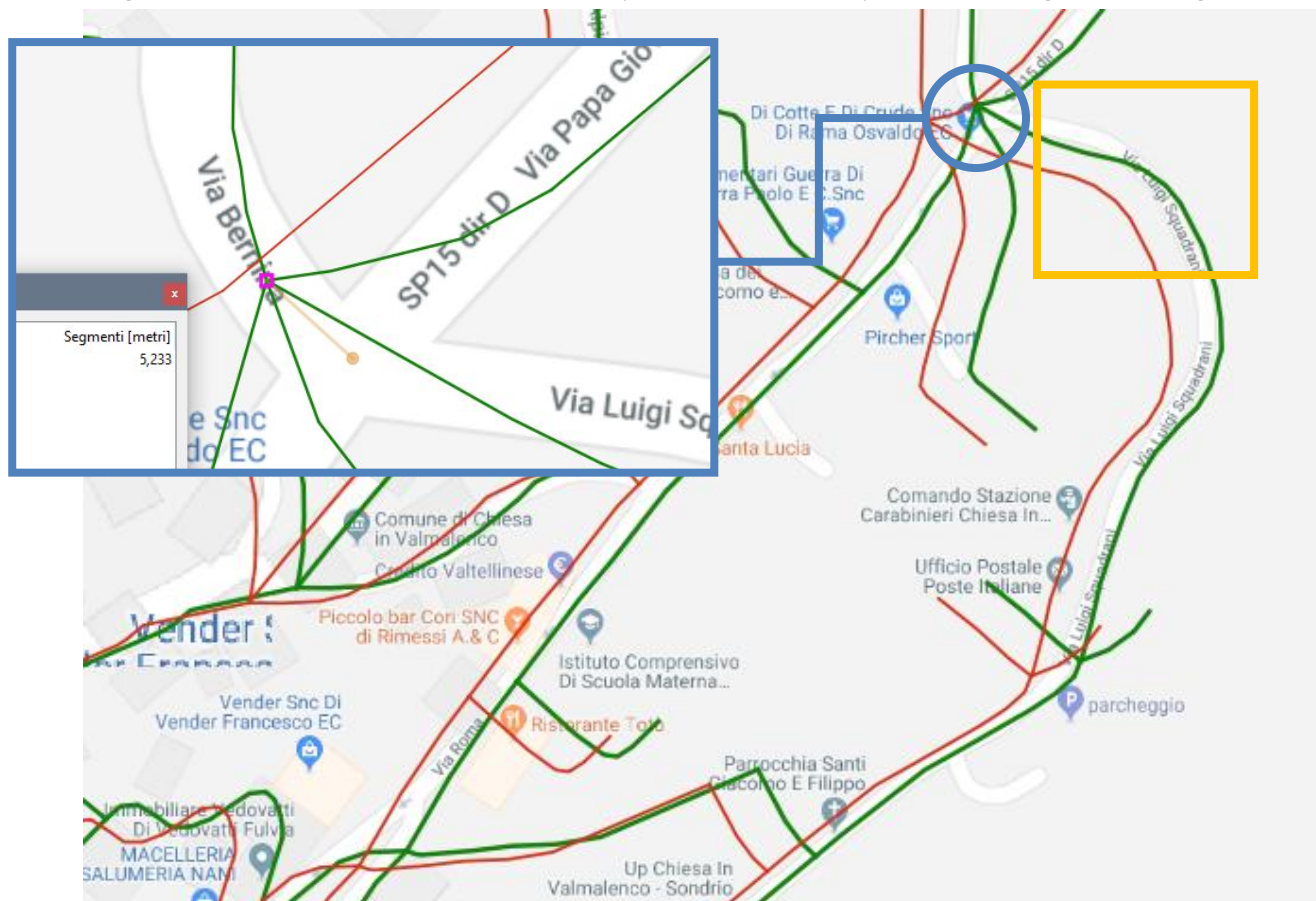 Via Bernina
SP15 dir D
Via Papa Gio
Segmenti [metri]
5,233
x
e Snc
do EC
Via Luigi Sq
SP15 dir D
Di Cotte E Di Crude Snc
Di Rama Osvaldo EC
mentari Guerra Di
rra Paolo E C.Snc
Via Luigi Squadrani
sa dei
como e...
Pircher Sport
Santa Lucia
Via Luigi Squadrani
Comando Stazione
Carabinieri Chiesa In...
Comune di Chiesa
in Valmalenco
Credito Valtellinese
Ufficio Postale
Poste Italiane
Via Luigi Squadrani
Piccolo bar Cori SNC
di Rimessi A.& C
Vender S
Istituto Comprensivo
Di Scuola Materna...
Vender Snc Di
Vender Francesco EC
Ristorante Toto
P
parcheggio
Via Roma
Parrocchia Santi
Giacomo E Filippo
Immobiliare Vedovatti
Di Vedovatti Fulvia
MACELLERIA
SALUMERIA NANI
Up Chiesa In
Valmalenco - Sondrio